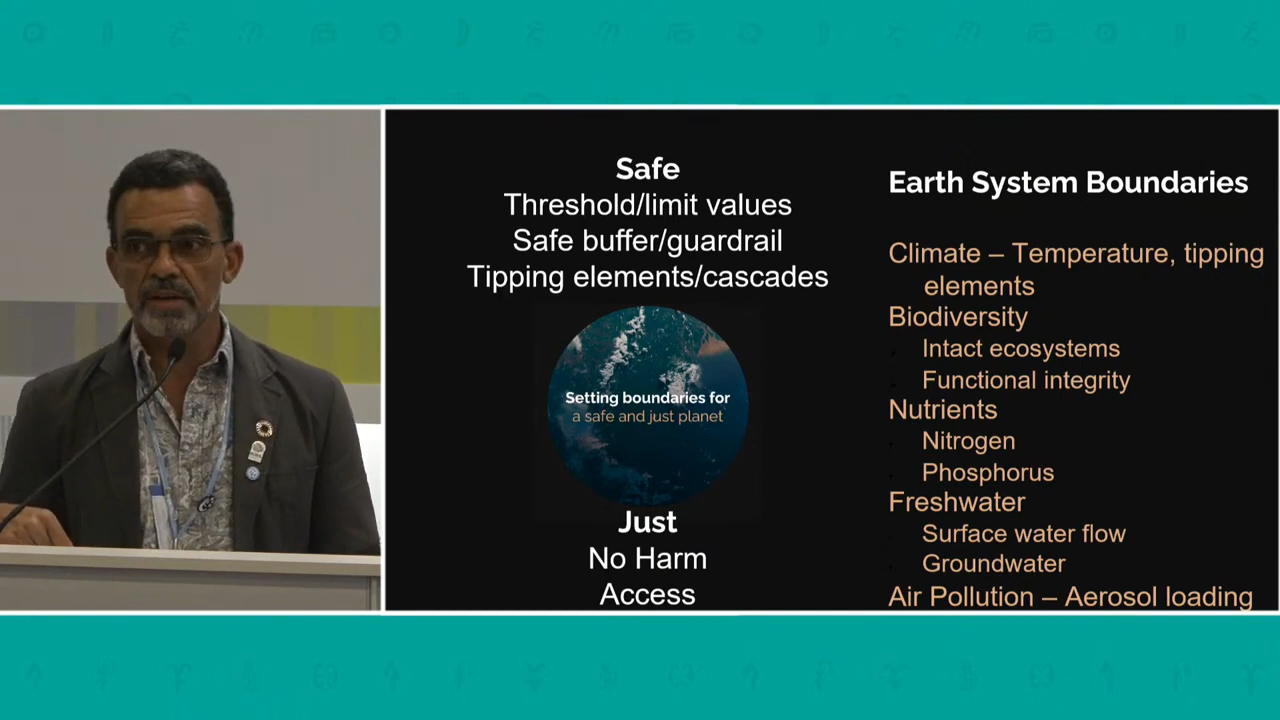 Safe
Threshold/limit values
Safe buffer/guardrail
Tipping elements/cascades
Setting boundaries for
a safe and just planet
Just
No Harm
Access
Earth System Boundaries
Climate – Temperature, tipping
elements
Biodiversity
Intact ecosystems
Functional integrity
Nutrients
Nitrogen
Phosphorus
Freshwater
Surface water flow
Groundwater
Air Pollution – Aerosol loading